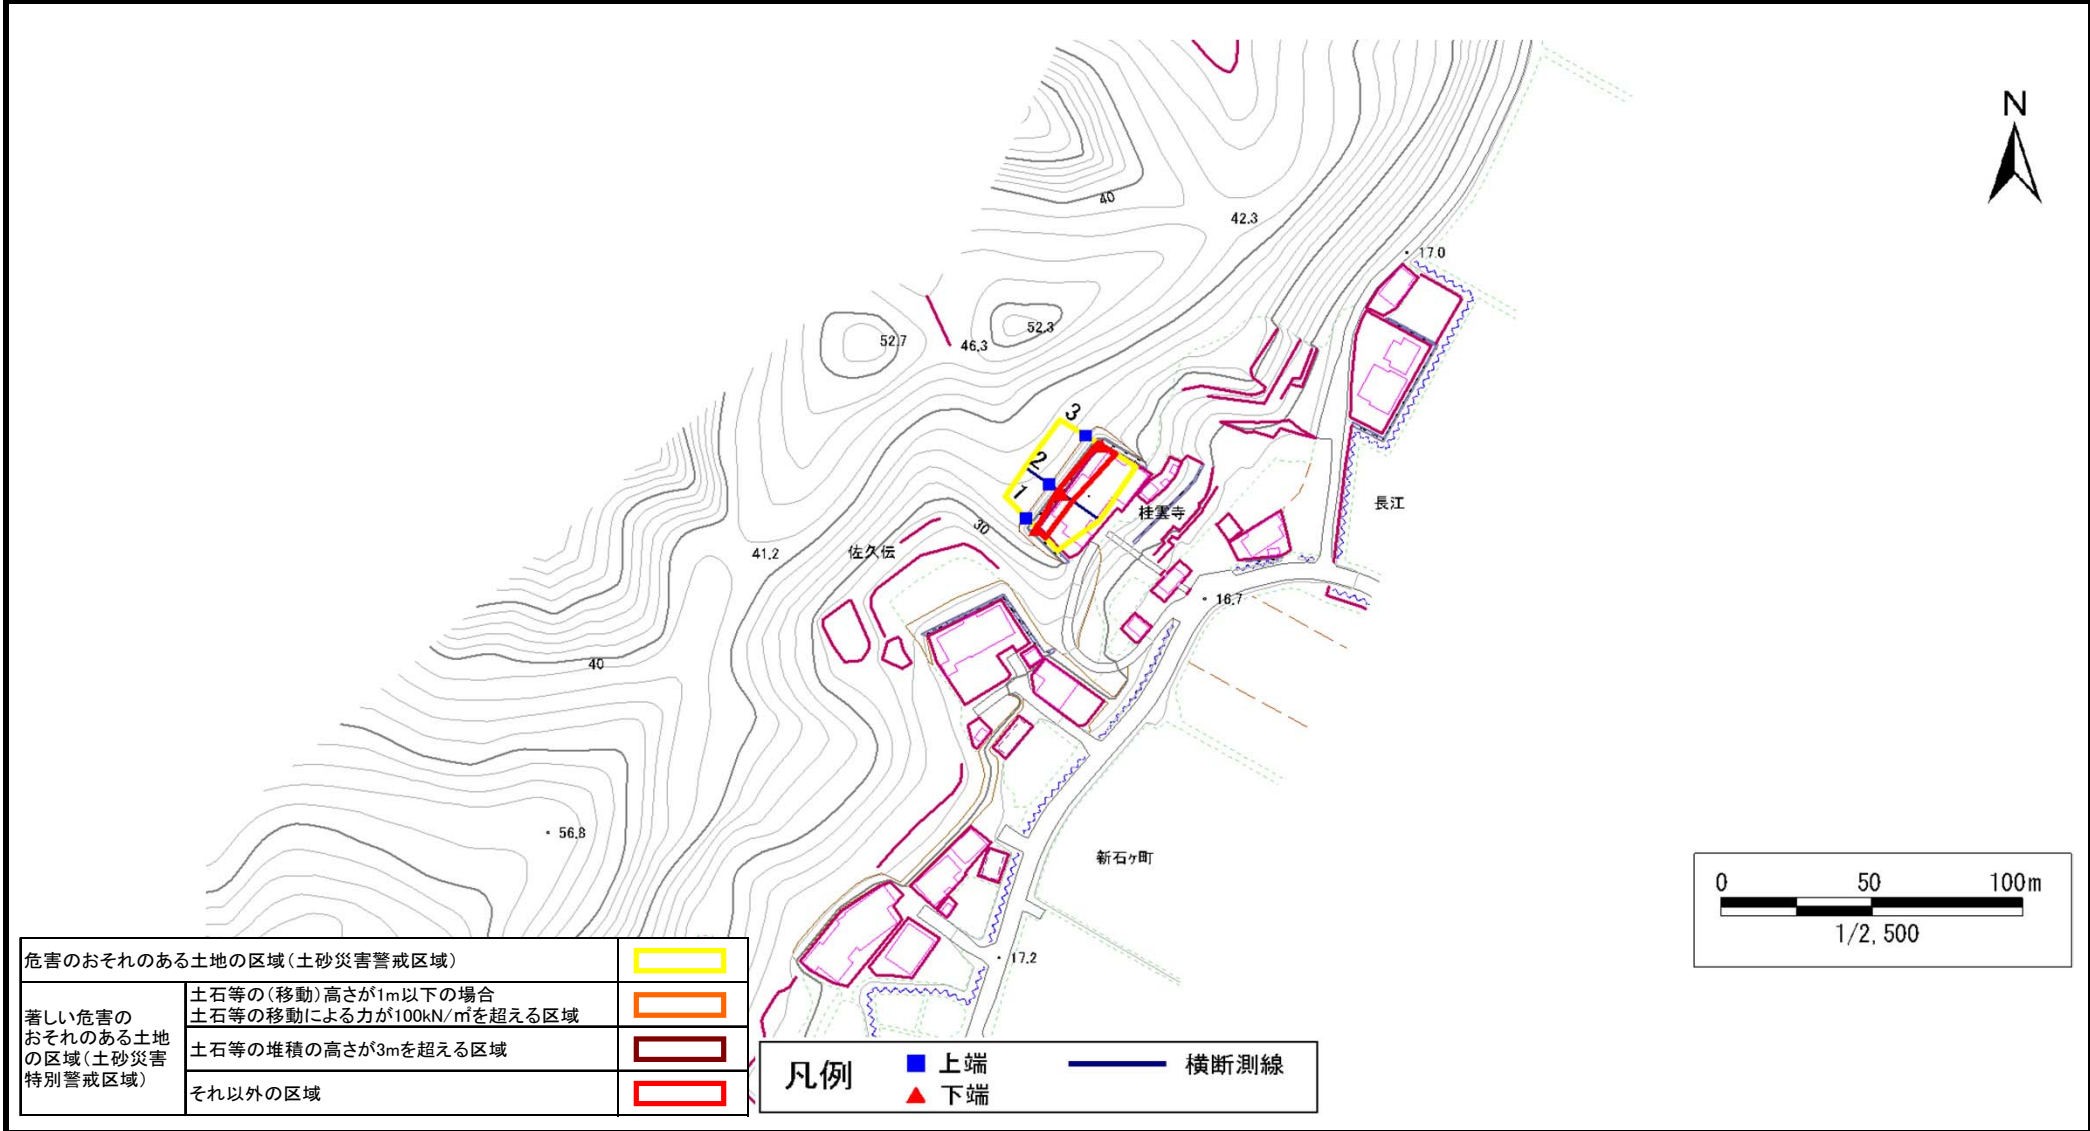 N
40
42.3
17.0
52.3
52.7
46.3
3
2
1
長江
桂雲寺
30
佐久伝
41.2
16.7
40
56.8
新石ヶ町
17.2
0 50 100m
1/2,500
危害のおそれのある土地の区域(土砂災害警戒区域)
著しい危害の
おそれのある土地
の区域(土砂災害
特別警戒区域)
土石等の(移動)高さが1m以下の場合
土石等の移動による力が100kN/㎡を超える区域
土石等の堆積の高さが3mを超える区域
それ以外の区域
凡例
上端
下端
横断測線